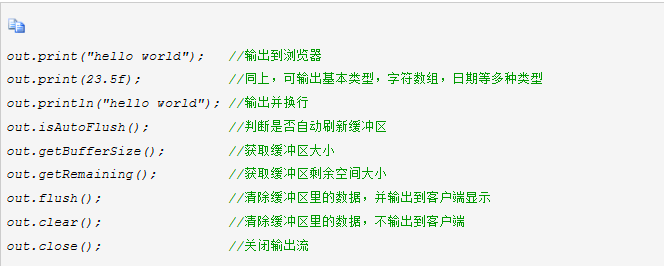 out.print("hello world");   //输出到浏览器
out.print(23.5f);           //同上，可输出基本类型，字符数组，日期等多种类型
out.println("hello world"); //输出并换行
out.isAutoFlush();          //判断是否自动刷新缓冲区
out.getBufferSize();        //获取缓冲区大小
out.getRemaining();         //获取缓冲区剩余空间大小
out.flush();                //清除缓冲区里的数据，并输出到客户端显示
out.clear();                //清除缓冲区里的数据，不输出到客户端
out.close();                //关闭输出流